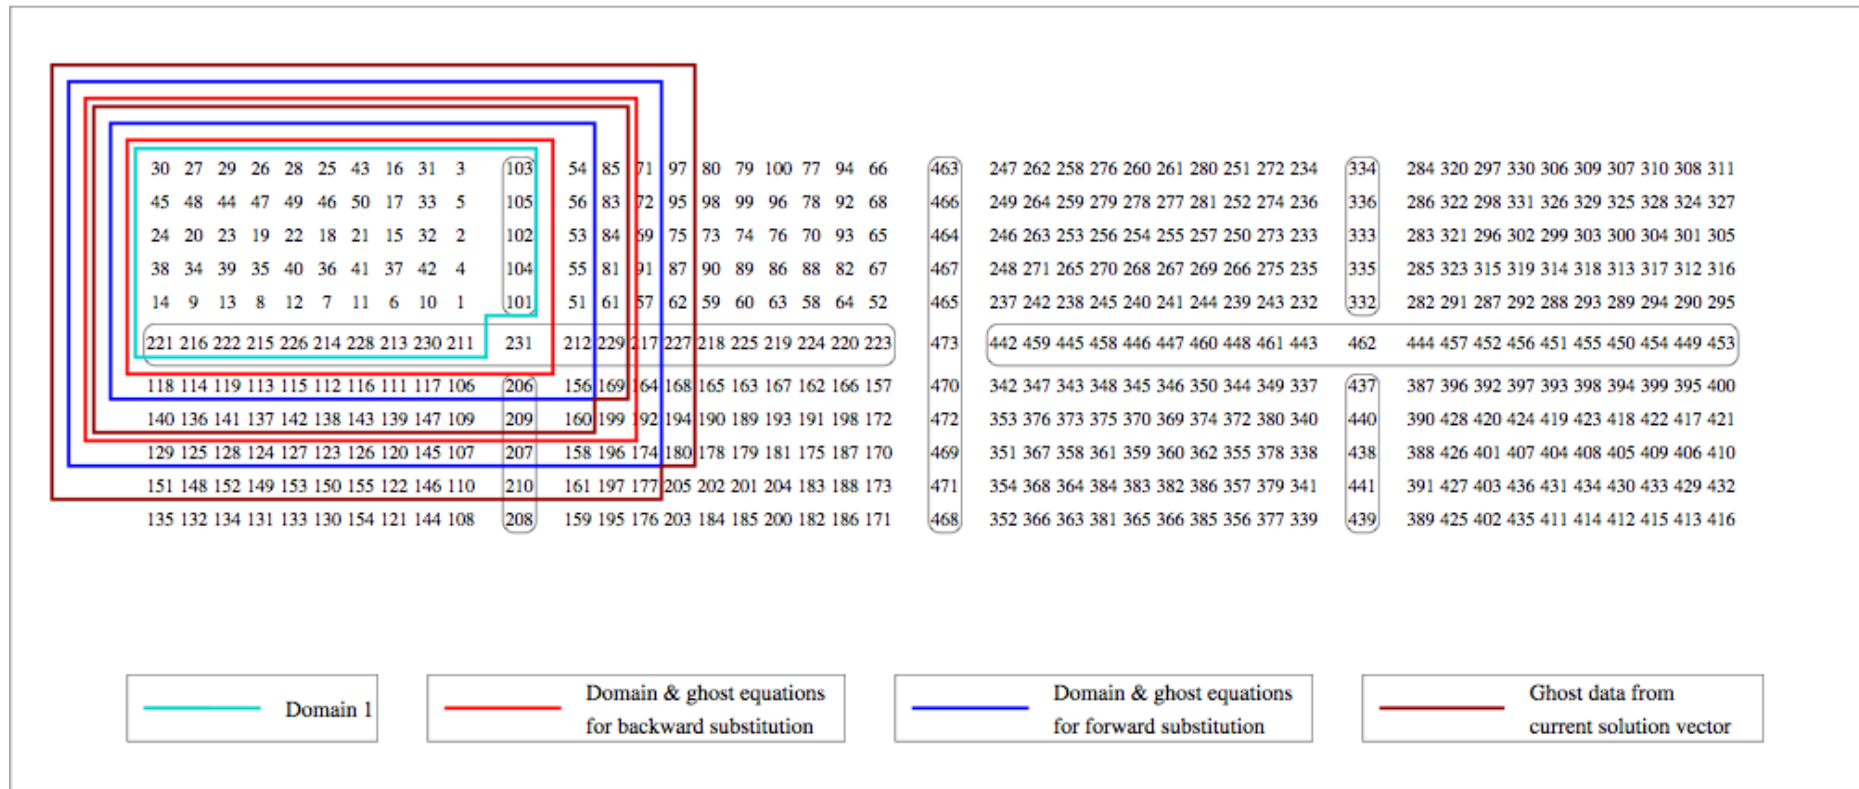 30 27 29 26 28 25 43 16 31 3 103 54 85 71 97 80 79 100 77 94 66 463 247 262 258 276 260 261 280 251 272 234 334 284 320 297 330 306 309 307 310 308 311
45 48 44 47 49 46 50 17 33 5 105 56 83 72 95 98 99 96 78 92 68 466 249 264 259 279 278 277 281 252 274 236 336 286 322 298 331 326 329 325 328 324 327
24 20 23 19 22 18 21 15 32 2 102 53 84 69 75 73 74 76 70 93 65 464 246 263 253 256 254 255 257 250 273 233 333 283 321 296 302 299 303 300 304 301 305
38 34 39 35 40 36 41 37 42 4 104 55 81 91 87 90 89 86 88 82 67 467 248 271 265 270 268 267 269 266 275 235 335 285 323 315 319 314 318 313 317 312 316
14 9 13 8 12 7 11 6 10 1 101 51 61 57 62 59 60 63 58 64 52 465 237 242 238 245 240 241 244 239 243 232 332 282 291 287 292 288 293 289 294 290 295
221 216 222 215 226 214 228 213 230 211 231 212 229 217 227 218 225 219 224 220 223 473 442 459 445 458 446 447 460 448 461 443 462 444 457 452 456 451 455 450 454 449 453
118 114 119 113 115 112 116 111 117 106 206 156 169 164 168 165 163 167 162 166 157 470 342 347 343 348 345 346 350 344 349 337 437 387 396 392 397 393 398 394 399 395 400
140 136 141 137 142 138 143 139 147 109 209 160 199 192 194 190 189 193 191 198 172 472 353 376 373 375 370 369 374 372 380 340 440 390 428 420 424 419 423 418 422 417 421
129 125 128 124 127 123 126 120 145 107 207 158 196 174 180 178 179 181 175 187 170 469 351 367 358 361 359 360 362 355 378 338 438 388 426 401 407 404 408 405 409 406 410
151 148 152 149 153 150 155 122 146 110 210 161 197 177 205 202 201 204 183 188 173 471 354 368 364 384 383 382 386 357 379 341 441 391 427 403 436 431 434 430 433 429 432
135 132 134 131 133 130 154 121 144 108 208 159 195 176 203 184 185 200 182 186 171 468 352 366 363 381 365 366 385 356 377 339 439 389 425 402 435 411 414 412 415 413 416
Domain 1
Domain & ghost equations
for backward substitution
Domain & ghost equations
for forward substitution
Ghost data from
current solution vector